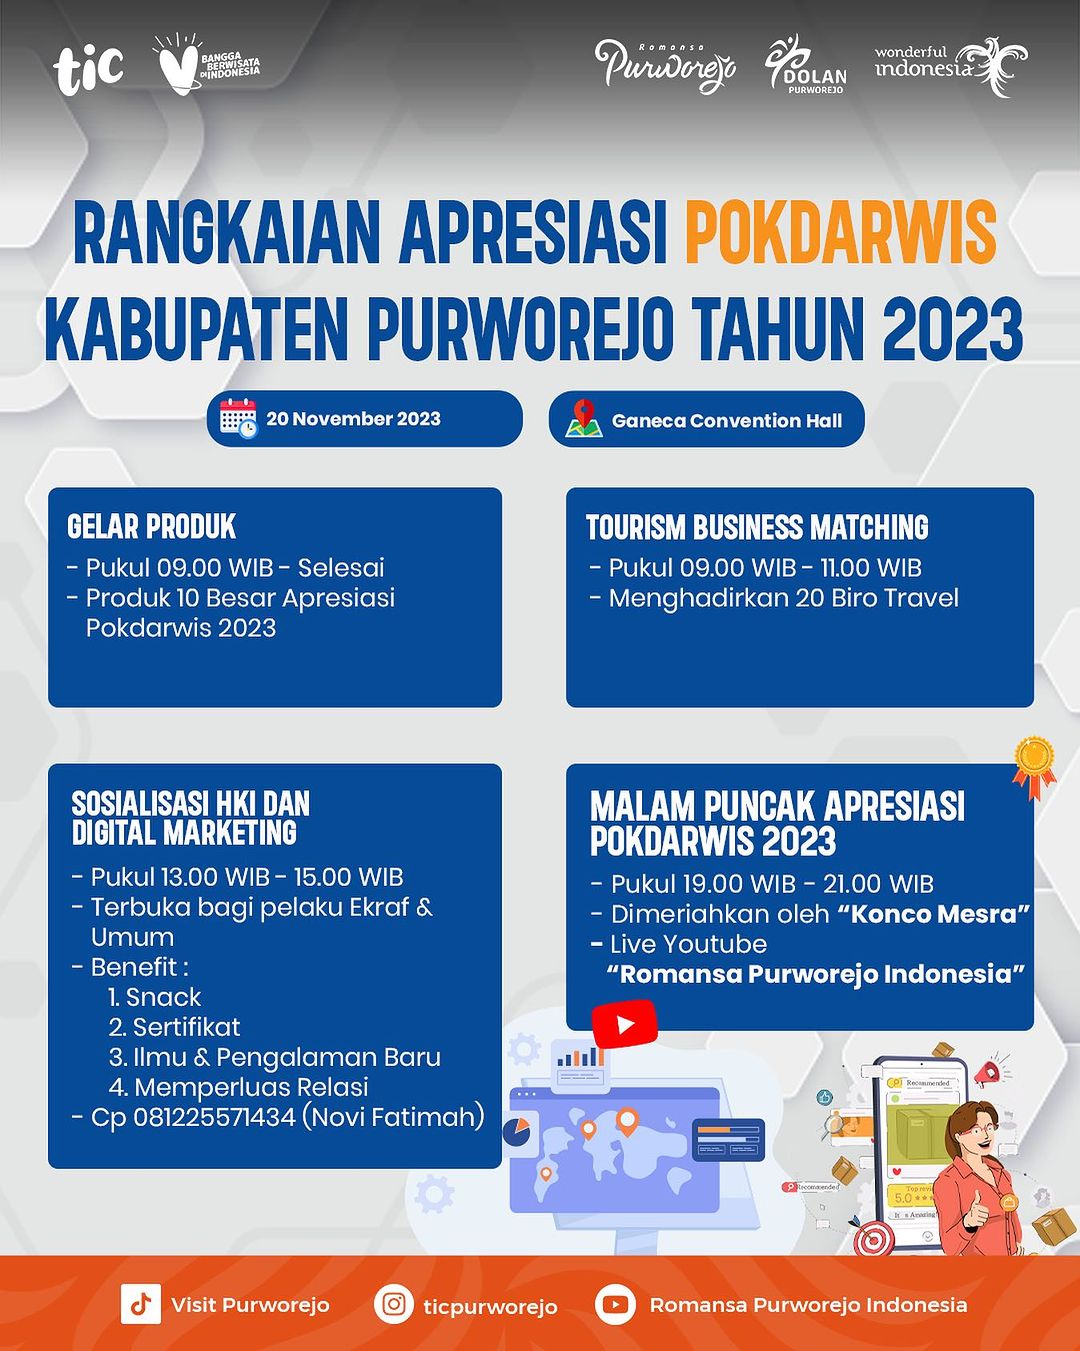 tic
BANGGA
BERWISATA
DI INDONESIA
Romansa
Purworejo
DOLAN
PURWOREJO
wonderful
indonesia
RANGKAIAN APRESIASI POKDARWIS
KABUPATEN PURWOREJO TAHUN 2023
20 November 2023
Ganeca Convention Hall
GELAR PRODUK
- Pukul 09.00 WIB - Selesai
- Produk 10 Besar Apresiasi
Pokdarwis 2023
TOURISM BUSINESS MATCHING
- Pukul 09.00 WIB - 11.00 WIB
- Menghadirkan 20 Biro Travel
SOSIALISASI HKI DAN
DIGITAL MARKETING
- Pukul 13.00 WIB - 15.00 WIB
- Terbuka bagi pelaku Ekraf &
Umum
- Benefit :
1. Snack
2. Sertifikat
3. Ilmu & Pengalaman Baru
4. Memperluas Relasi
- Cp 081225571434 (Novi Fatimah)
MALAM PUNCAK APRESIASI
POKDARWIS 2023
- Pukul 19.00 WIB - 21.00 WIB
- Dimeriahkan oleh “Konco Mesra”
- Live Youtube
“Romansa Purworejo Indonesia”
Recommended
Recommended
5.0
Visit Purworejo
ticpurworejo
Romansa Purworejo Indonesia